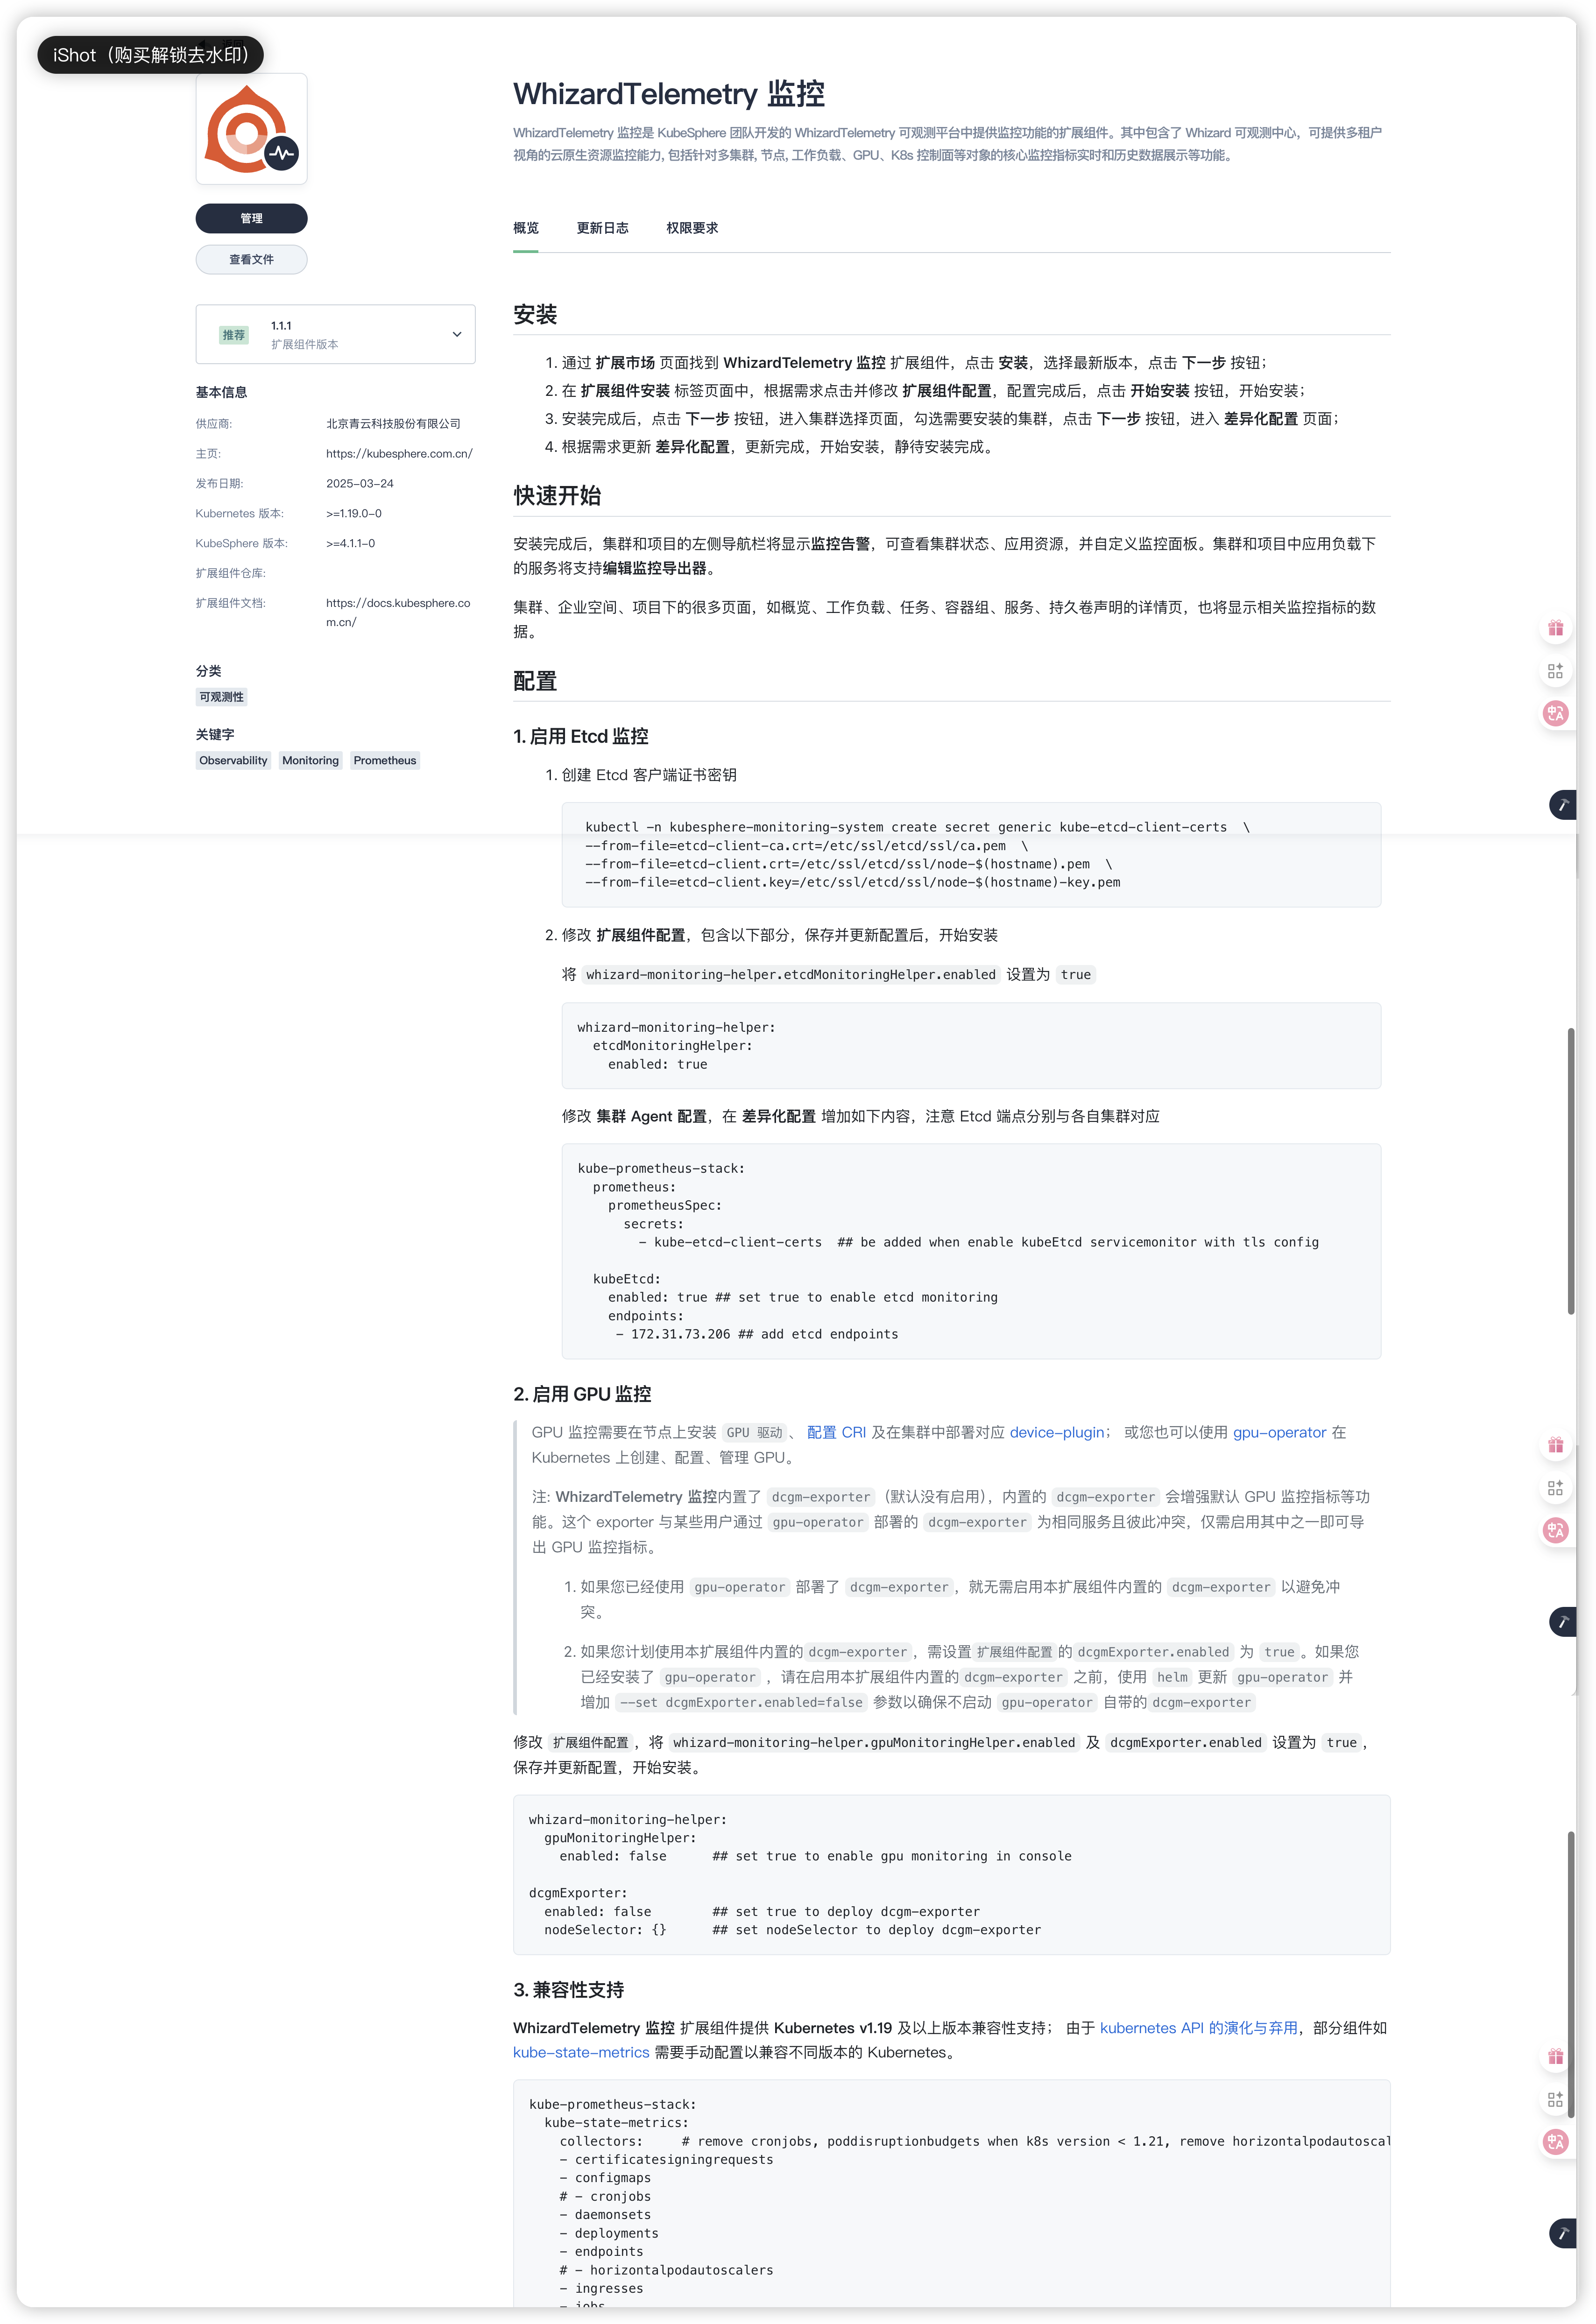 iShot（购买解锁去水印）
管理
查看文件
推荐
1.1.1
扩展组件版本
基本信息
供应商: 北京青云科技股份有限公司
主页: https://kubesphere.com.cn/
发布日期: 2025-03-24
Kubernetes 版本: >=1.19.0-0
KubeSphere 版本: >=4.1.1-0
扩展组件仓库:
扩展组件文档: https://docs.kubesphere.co
m.cn/
分类
可观测性
关键字
Observability Monitoring Prometheus
WhizardTelemetry 监控
WhizardTelemetry 监控是 KubeSphere 团队开发的 WhizardTelemetry 可观测平台中提供监控功能的扩展组件。其中包含了 Whizard 可观测中心，可提供多租户
视角的云原生资源监控能力, 包括针对多集群, 节点, 工作负载、GPU、K8s 控制面等对象的核心监控指标实时和历史数据展示等功能。
概览 更新日志 权限要求
安装
1. 通过 扩展市场 页面找到 WhizardTelemetry 监控 扩展组件，点击 安装，选择最新版本，点击 下一步 按钮；
2. 在 扩展组件安装 标签页面中，根据需求点击并修改 扩展组件配置，配置完成后，点击 开始安装 按钮，开始安装；
3. 安装完成后，点击 下一步 按钮，进入集群选择页面，勾选需要安装的集群，点击 下一步 按钮，进入 差异化配置 页面；
4. 根据需求更新 差异化配置，更新完成，开始安装，静待安装完成。
快速开始
安装完成后，集群和项目的左侧导航栏将显示监控告警，可查看集群状态、应用资源，并自定义监控面板。集群和项目中应用负载下
的服务将支持编辑监控导出器。
集群、企业空间、项目下的很多页面，如概览、工作负载、任务、容器组、服务、持久卷声明的详情页，也将显示相关监控指标的数
据。
配置
1. 启用 Etcd 监控
1. 创建 Etcd 客户端证书密钥
kubectl -n kubesphere-monitoring-system create secret generic kube-etcd-client-certs \
--from-file=etcd-client-ca.crt=/etc/ssl/etcd/ssl/ca.pem \
--from-file=etcd-client.crt=/etc/ssl/etcd/ssl/node-$(hostname).pem \
--from-file=etcd-client.key=/etc/ssl/etcd/ssl/node-$(hostname)-key.pem
2. 修改 扩展组件配置，包含以下部分，保存并更新配置后，开始安装
将 whizard-monitoring-helper.etcdMonitoringHelper.enabled 设置为 true
whizard-monitoring-helper:
etcdMonitoringHelper:
enabled: true
修改 集群 Agent 配置，在 差异化配置 增加如下内容，注意 Etcd 端点分别与各自集群对应
kube-prometheus-stack:
prometheus:
prometheusSpec:
secrets:
- kube-etcd-client-certs ## be added when enable kubeEtcd servicemonitor with tls config
kubeEtcd:
enabled: true ## set true to enable etcd monitoring
endpoints:
- 172.31.73.206 ## add etcd endpoints
2. 启用 GPU 监控
GPU 监控需要在节点上安装 GPU 驱动、 配置 CRI 及在集群中部署对应 device-plugin； 或您也可以使用 gpu-operator 在
Kubernetes 上创建、配置、管理 GPU。
注: WhizardTelemetry 监控内置了 dcgm-exporter（默认没有启用），内置的 dcgm-exporter 会增强默认 GPU 监控指标等功
能。这个 exporter 与某些用户通过 gpu-operator 部署的 dcgm-exporter 为相同服务且彼此冲突，仅需启用其中之一即可导
出 GPU 监控指标。
1. 如果您已经使用 gpu-operator 部署了 dcgm-exporter，就无需启用本扩展组件内置的 dcgm-exporter 以避免冲
突。
2. 如果您计划使用本扩展组件内置的dcgm-exporter，需设置扩展组件配置的dcgmExporter.enabled 为 true。如果您
已经安装了 gpu-operator ，请在启用本扩展组件内置的dcgm-exporter 之前，使用 helm 更新 gpu-operator 并
增加 --set dcgmExporter.enabled=false 参数以确保不启动 gpu-operator 自带的dcgm-exporter
修改 扩展组件配置，将 whizard-monitoring-helper.gpuMonitoringHelper.enabled 及 dcgmExporter.enabled 设置为 true，
保存并更新配置，开始安装。
whizard-monitoring-helper:
gpuMonitoringHelper:
enabled: false ## set true to enable gpu monitoring in console
dcgmExporter:
enabled: false ## set true to deploy dcgm-exporter
nodeSelector: {} ## set nodeSelector to deploy dcgm-exporter
3. 兼容性支持
WhizardTelemetry 监控 扩展组件提供 Kubernetes v1.19 及以上版本兼容性支持； 由于 kubernetes API 的演化与弃用，部分组件如
kube-state-metrics 需要手动配置以兼容不同版本的 Kubernetes。
kube-prometheus-stack:
kube-state-metrics:
collectors: # remove cronjobs, poddisruptionbudgets when k8s version < 1.21, remove horizontalpodautoscal
- certificatesigningrequests
- configmaps
# - cronjobs
- daemonsets
- deployments
- endpoints
# - horizontalpodautoscalers
- ingresses
- jobs